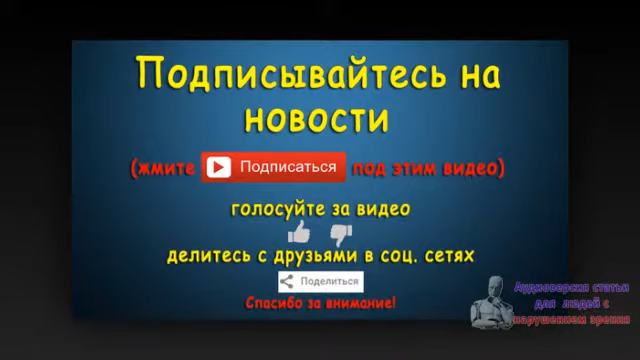 Подписывайтесь на
новости
(жмите Подписаться под этим видео)
голосуйте за видео
делитесь с друзьями в соц. сетях
Поделиться
Спасибо за внимание!
Аудиоверсия статьи
для людей с
нарушением зрения